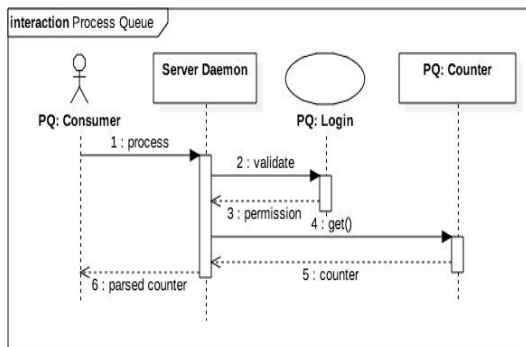 interaction Process Queue
Server Daemon
PQ: Counter
PQ: Consumer
PQ: Login
1 : process
2 : validate
3 : permission
4 : get()
5 : counter
6 : parsed counter